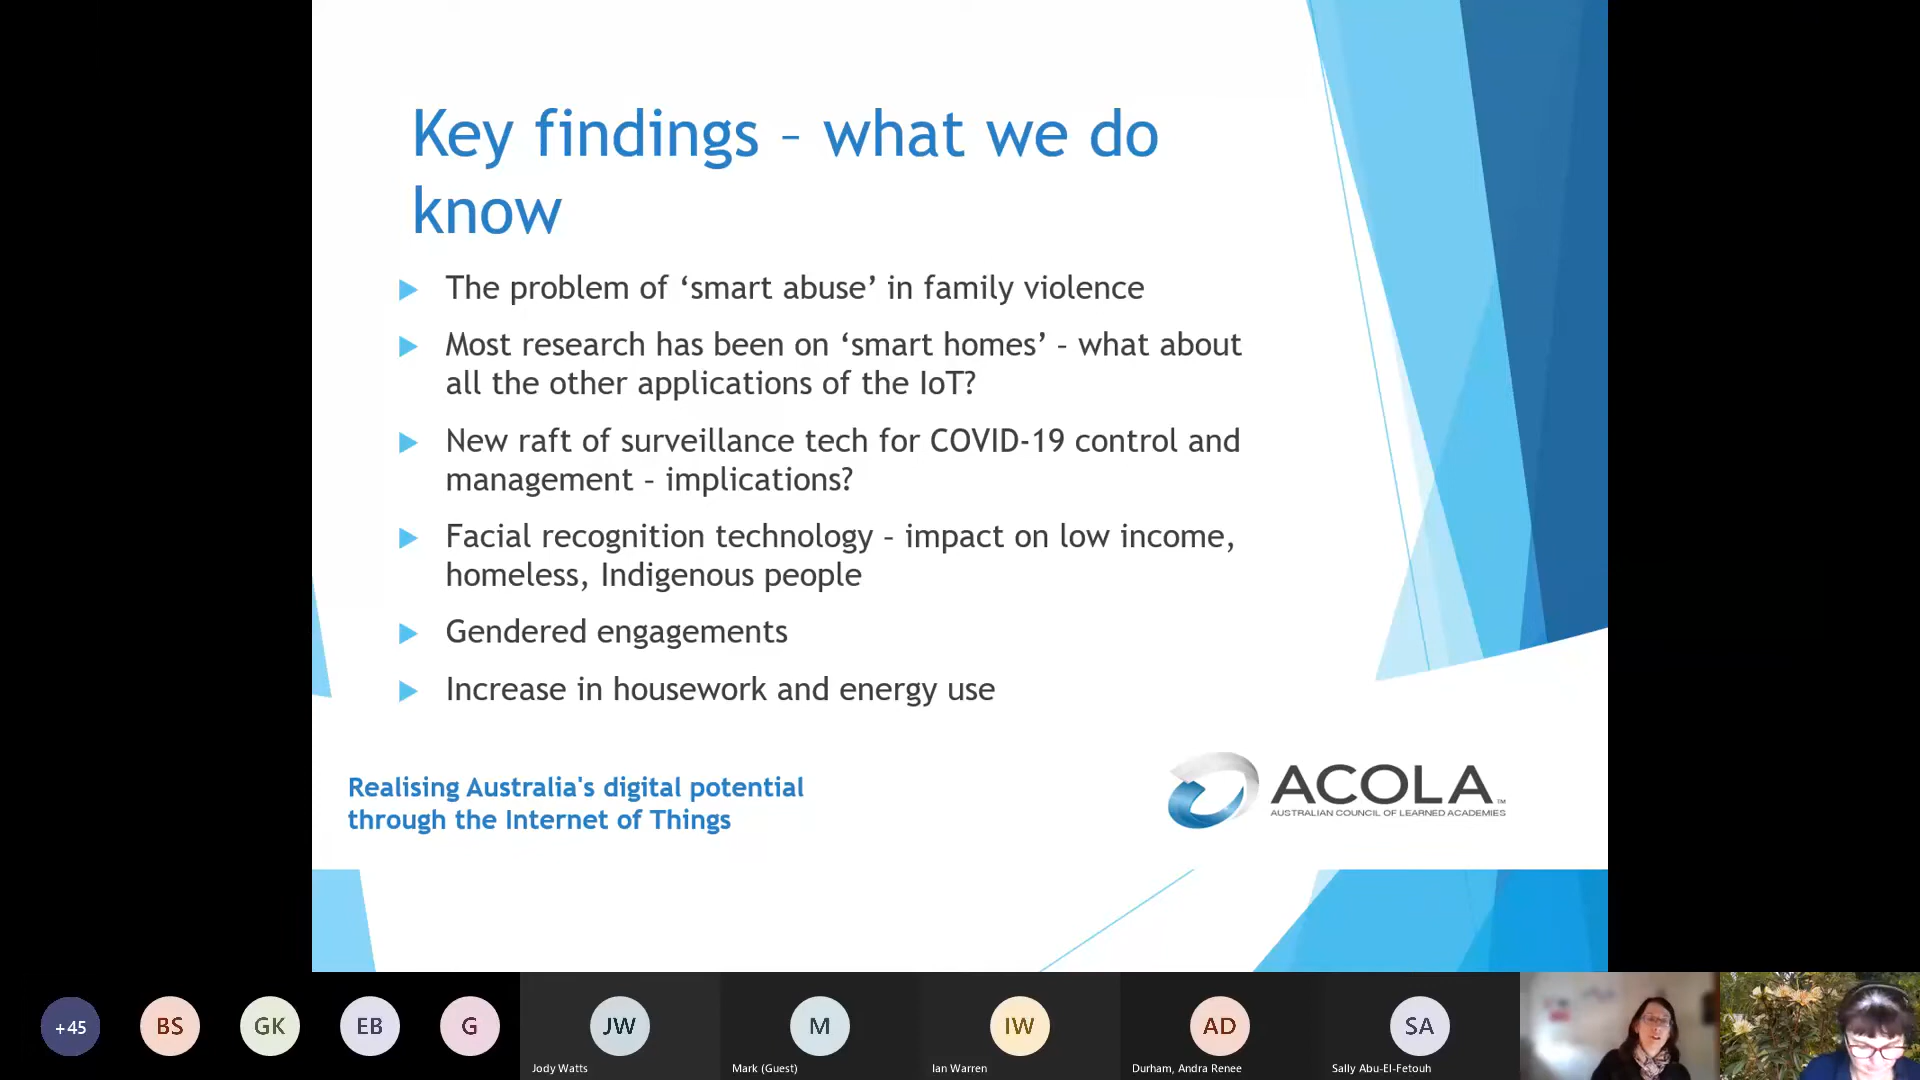 Key findings – what we do
know
The problem of ‘smart abuse’ in family violence
Most research has been on ‘smart homes’ – what about
all the other applications of the IoT?
New raft of surveillance tech for COVID-19 control and
management – implications?
Facial recognition technology – impact on low income,
homeless, Indigenous people
Gendered engagements
Increase in housework and energy use
Realising Australia's digital potential
through the Internet of Things
ACOLA™
AUSTRALIAN COUNCIL OF LEARNED ACADEMIES
+45
BS
GK
EB
G
JW
M
IW
AD
SA
Jody Watts
Mark (Guest)
Ian Warren
Durham, Andra Renee
Sally Abu-El-Fetouh